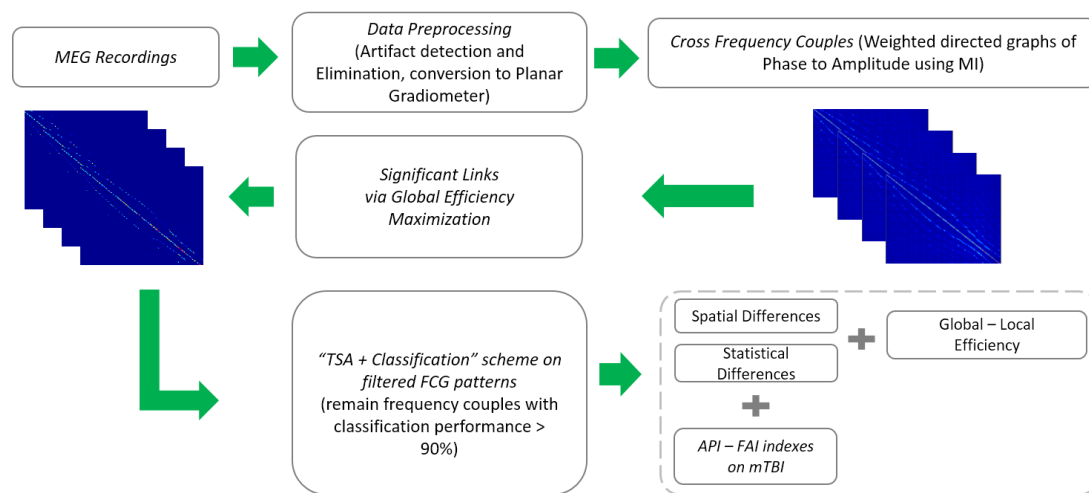 MEG Recordings
Data Preprocessing
(Artifact detection and
Elimination, conversion to Planar
Gradiometer)
Cross Frequency Couples (Weighted directed graphs of
Phase to Amplitude using MI)
Significant Links
via Global Efficiency
Maximization
“TSA + Classification” scheme on
filtered FCG patterns
(remain frequency couples with
classification performance >
90%)
Spatial Differences
Statistical
Differences
Global – Local
Efficiency
API – FAI indexes
on mTBI